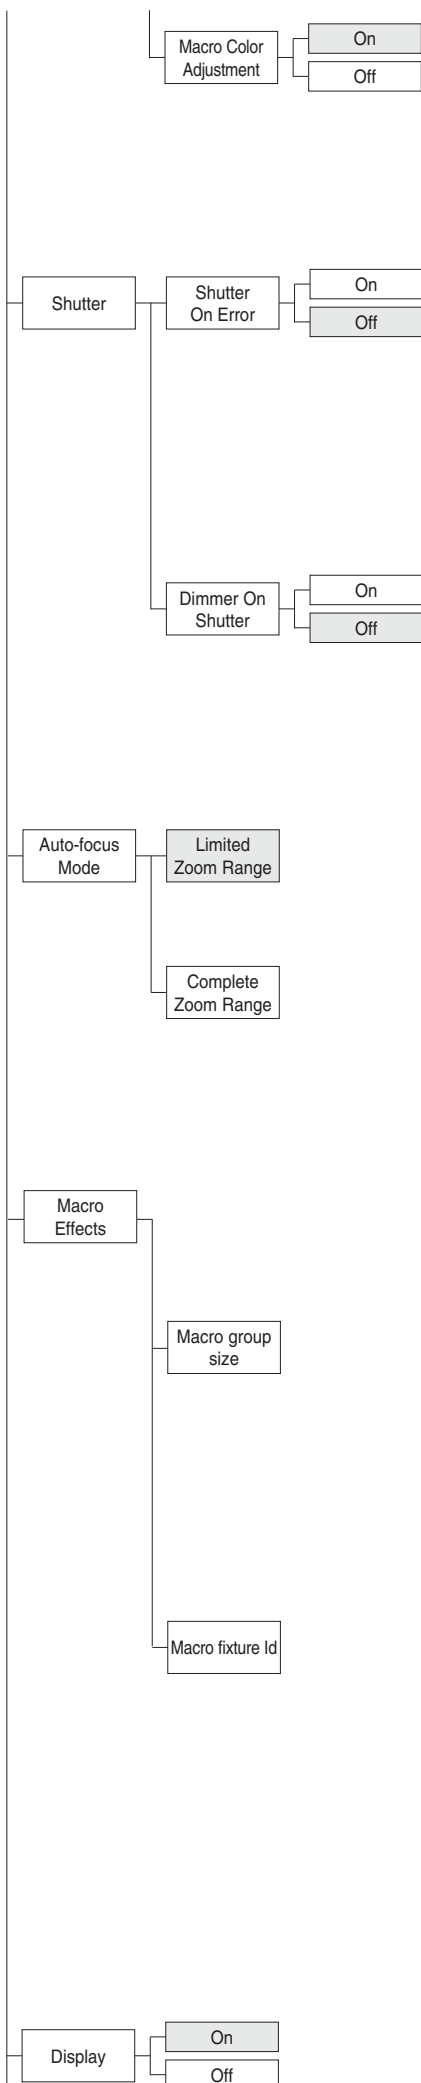 Macro Color
Adjustment
On
Off
Shutter
Shutter
On Error
On
Off
Dimmer On
Shutter
On
Off
Auto-focus
Mode
Limited
Zoom Range
Complete
Zoom Range
Macro
Effects
Macro group
size
Macro fixture Id
Display
On
Off